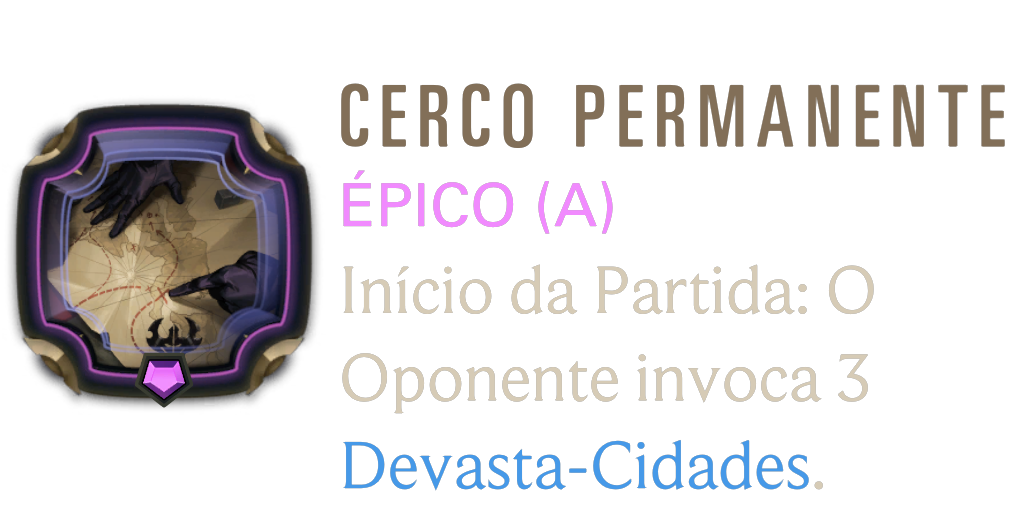 CERCO PERMANENTE
ÉPICO (A)
Início da Partida: O
Oponente invoca 3
Devasta-Cidades.